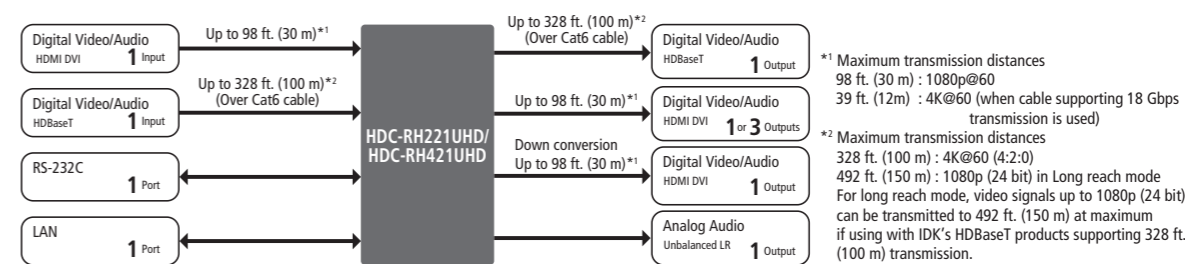 Digital Video/Audio
HDMI DVI 1 Input
Up to 98 ft. (30 m)*1
Digital Video/Audio
HDBaseT 1 Input
Up to 328 ft. (100 m)*2
(Over Cat6 cable)
RS-232C
1 Port
LAN
1 Port
HDC-RH221UHD/
HDC-RH421UHD
Up to 328 ft. (100 m)*2
(Over Cat6 cable)
Digital Video/Audio
HDBaseT 1 Output
Up to 98 ft. (30 m)*1
Digital Video/Audio
HDMI DVI 1 or 3 Outputs
Down conversion
Up to 98 ft. (30 m)*1
Digital Video/Audio
HDMI DVI 1 Output
Analog Audio
Unbalanced LR 1 Output
*1 Maximum transmission distances
98 ft. (30 m) : 1080p@60
39 ft. (12m) : 4K@60 (when cable supporting 18 Gbps
transmission is used)
*2 Maximum transmission distances
328 ft. (100 m) : 4K@60 (4:2:0)
492 ft. (150 m) : 1080p (24 bit) in Long reach mode
For long reach mode, video signals up to 1080p (24 bit)
can be transmitted to 492 ft. (150 m) at maximum
if using with IDK's HDBaseT products supporting 328 ft.
(100 m) transmission.